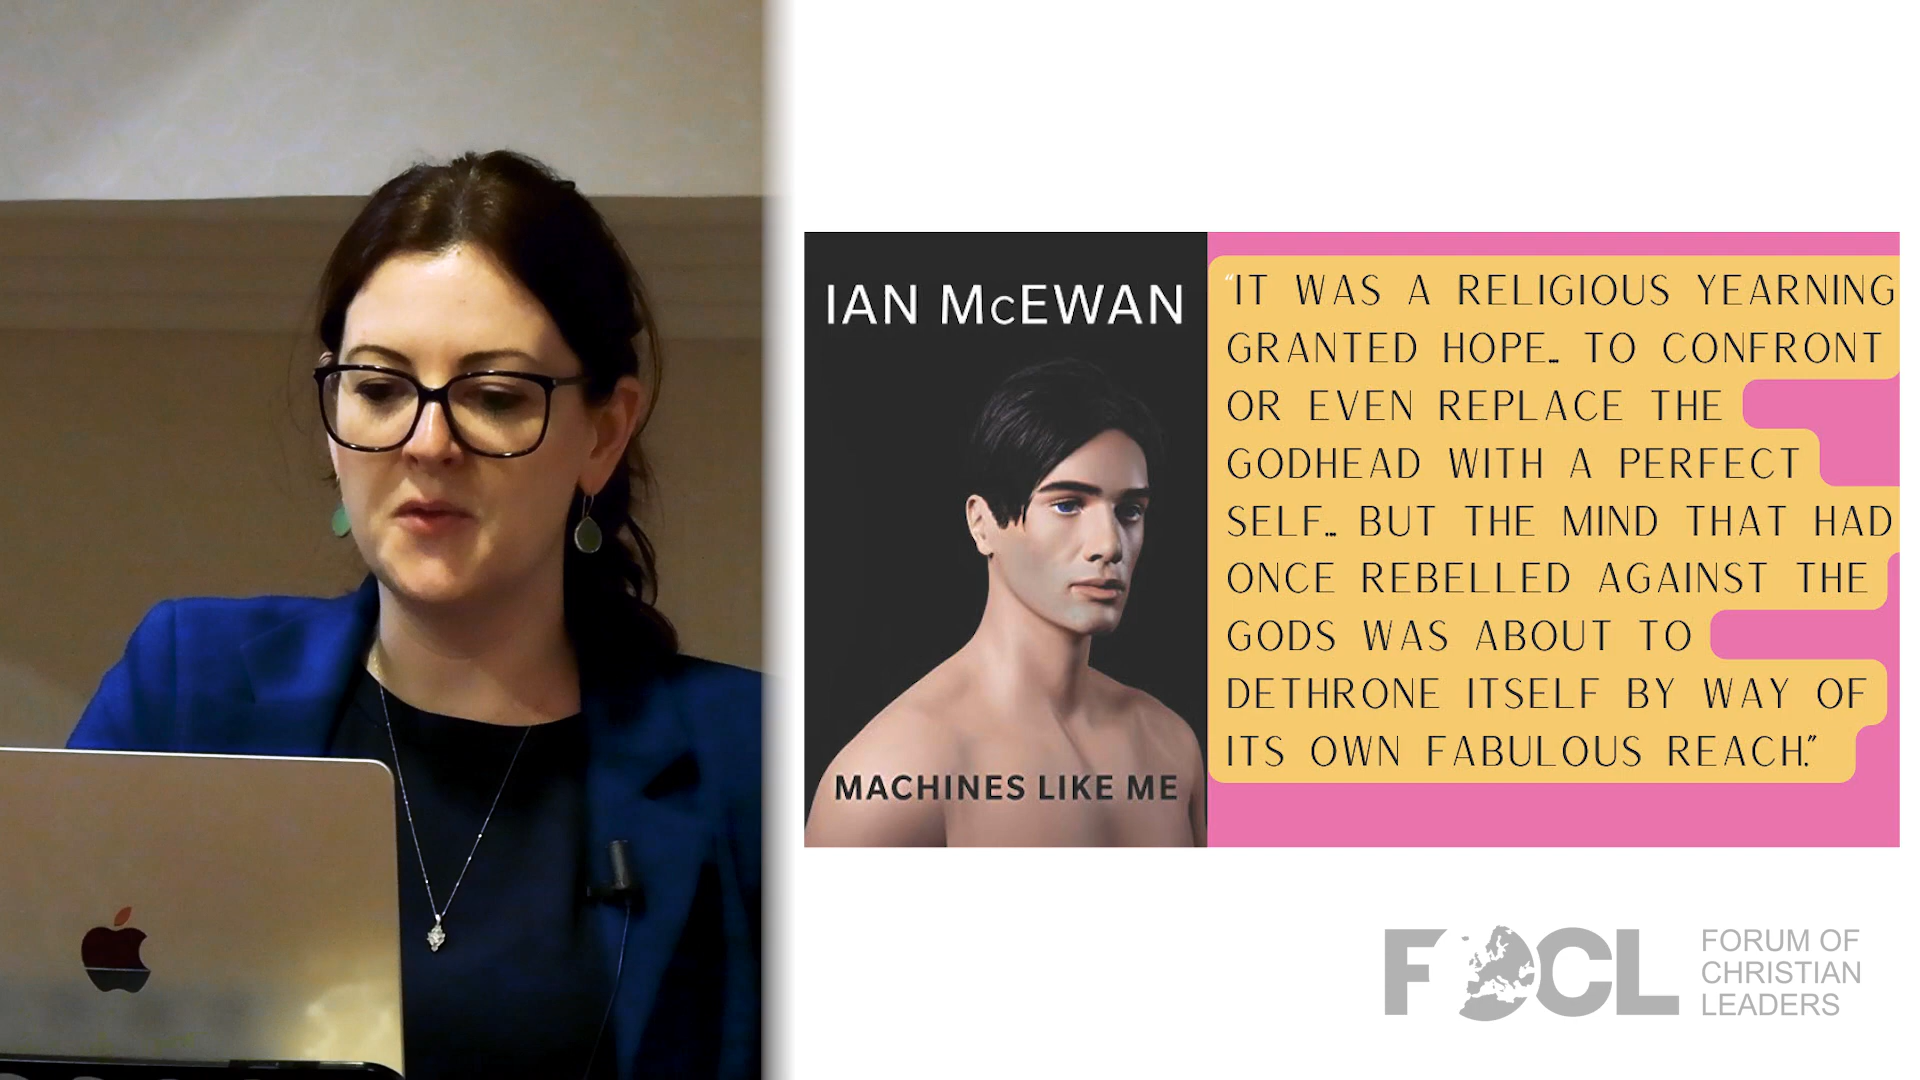 IAN McEWAN
MACHINES LIKE ME
“IT WAS A RELIGIOUS YEARNING
GRANTED HOPE... TO CONFRONT
OR EVEN REPLACE THE
GODHEAD WITH A PERFECT
SELF... BUT THE MIND THAT HAD
ONCE REBELLED AGAINST THE
GODS WAS ABOUT TO
DETHRONE ITSELF BY WAY OF
ITS OWN FABULOUS REACH.”
FOCL
FORUM OF
CHRISTIAN
LEADERS